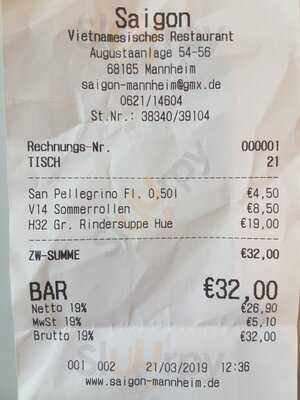 Saigon
Vietnamesisches Restaurant
Augustaanlage 54-56
68165 Mannheim
saigon-mannheim@gmx.de
0621/14604
St.Nr.: 38340/39104
Rechnungs-Nr. 000001
TISCH 21
San Pellegrino Fl. 0,50l €4,50
V14 Sommerrollen €8,50
H32 Gr. Rindersuppe Hue €19,00
ZW-SUMME €32,00
BAR €32,00
Netto 19% €26,90
MwSt 19% €5,10
Brutto 19% €32,00
001 002 21/03/2019 12:36
www.saigon-mannheim.de